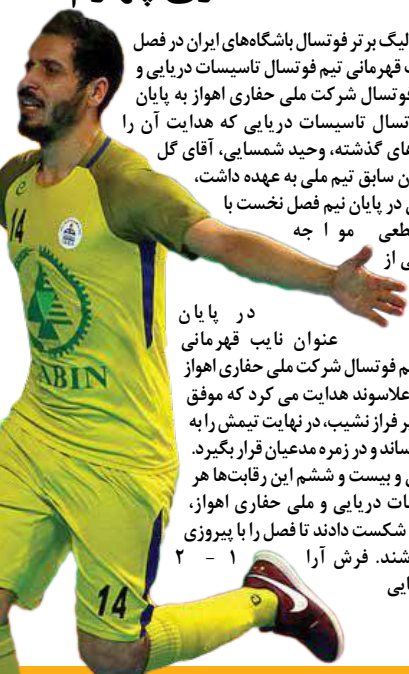 لیگ برتر فوتسال باشگاه‌های ایران در فصل
قهرمانی تیم فوتسال تاسیسات دریایی و
فوتسال شرکت ملی حفاری اهواز به پایان
تاسیسات دریایی که هدایت آن را
های گذشته، وحید شمسایی، آقای گل
سابق تیم ملی به عهده داشت،
در پایان نیم فصل نخست با
مو ا جه
از
در پایان
عنوان نایب قهرمانی
فوتسال شرکت ملی حفاری اهواز
علاسوند هدایت می کرد که موفق
فراز نشیب، در نهایت تیمش را به
و در زمره مدعیان قرار بگیرد.
و بیست و ششم این رقابت‌ها هر
دریایی و ملی حفاری اهواز،
شکست دادند تا فصل را با پیروزی
فرش آرا ۱ - ۲
14
ABIN
14